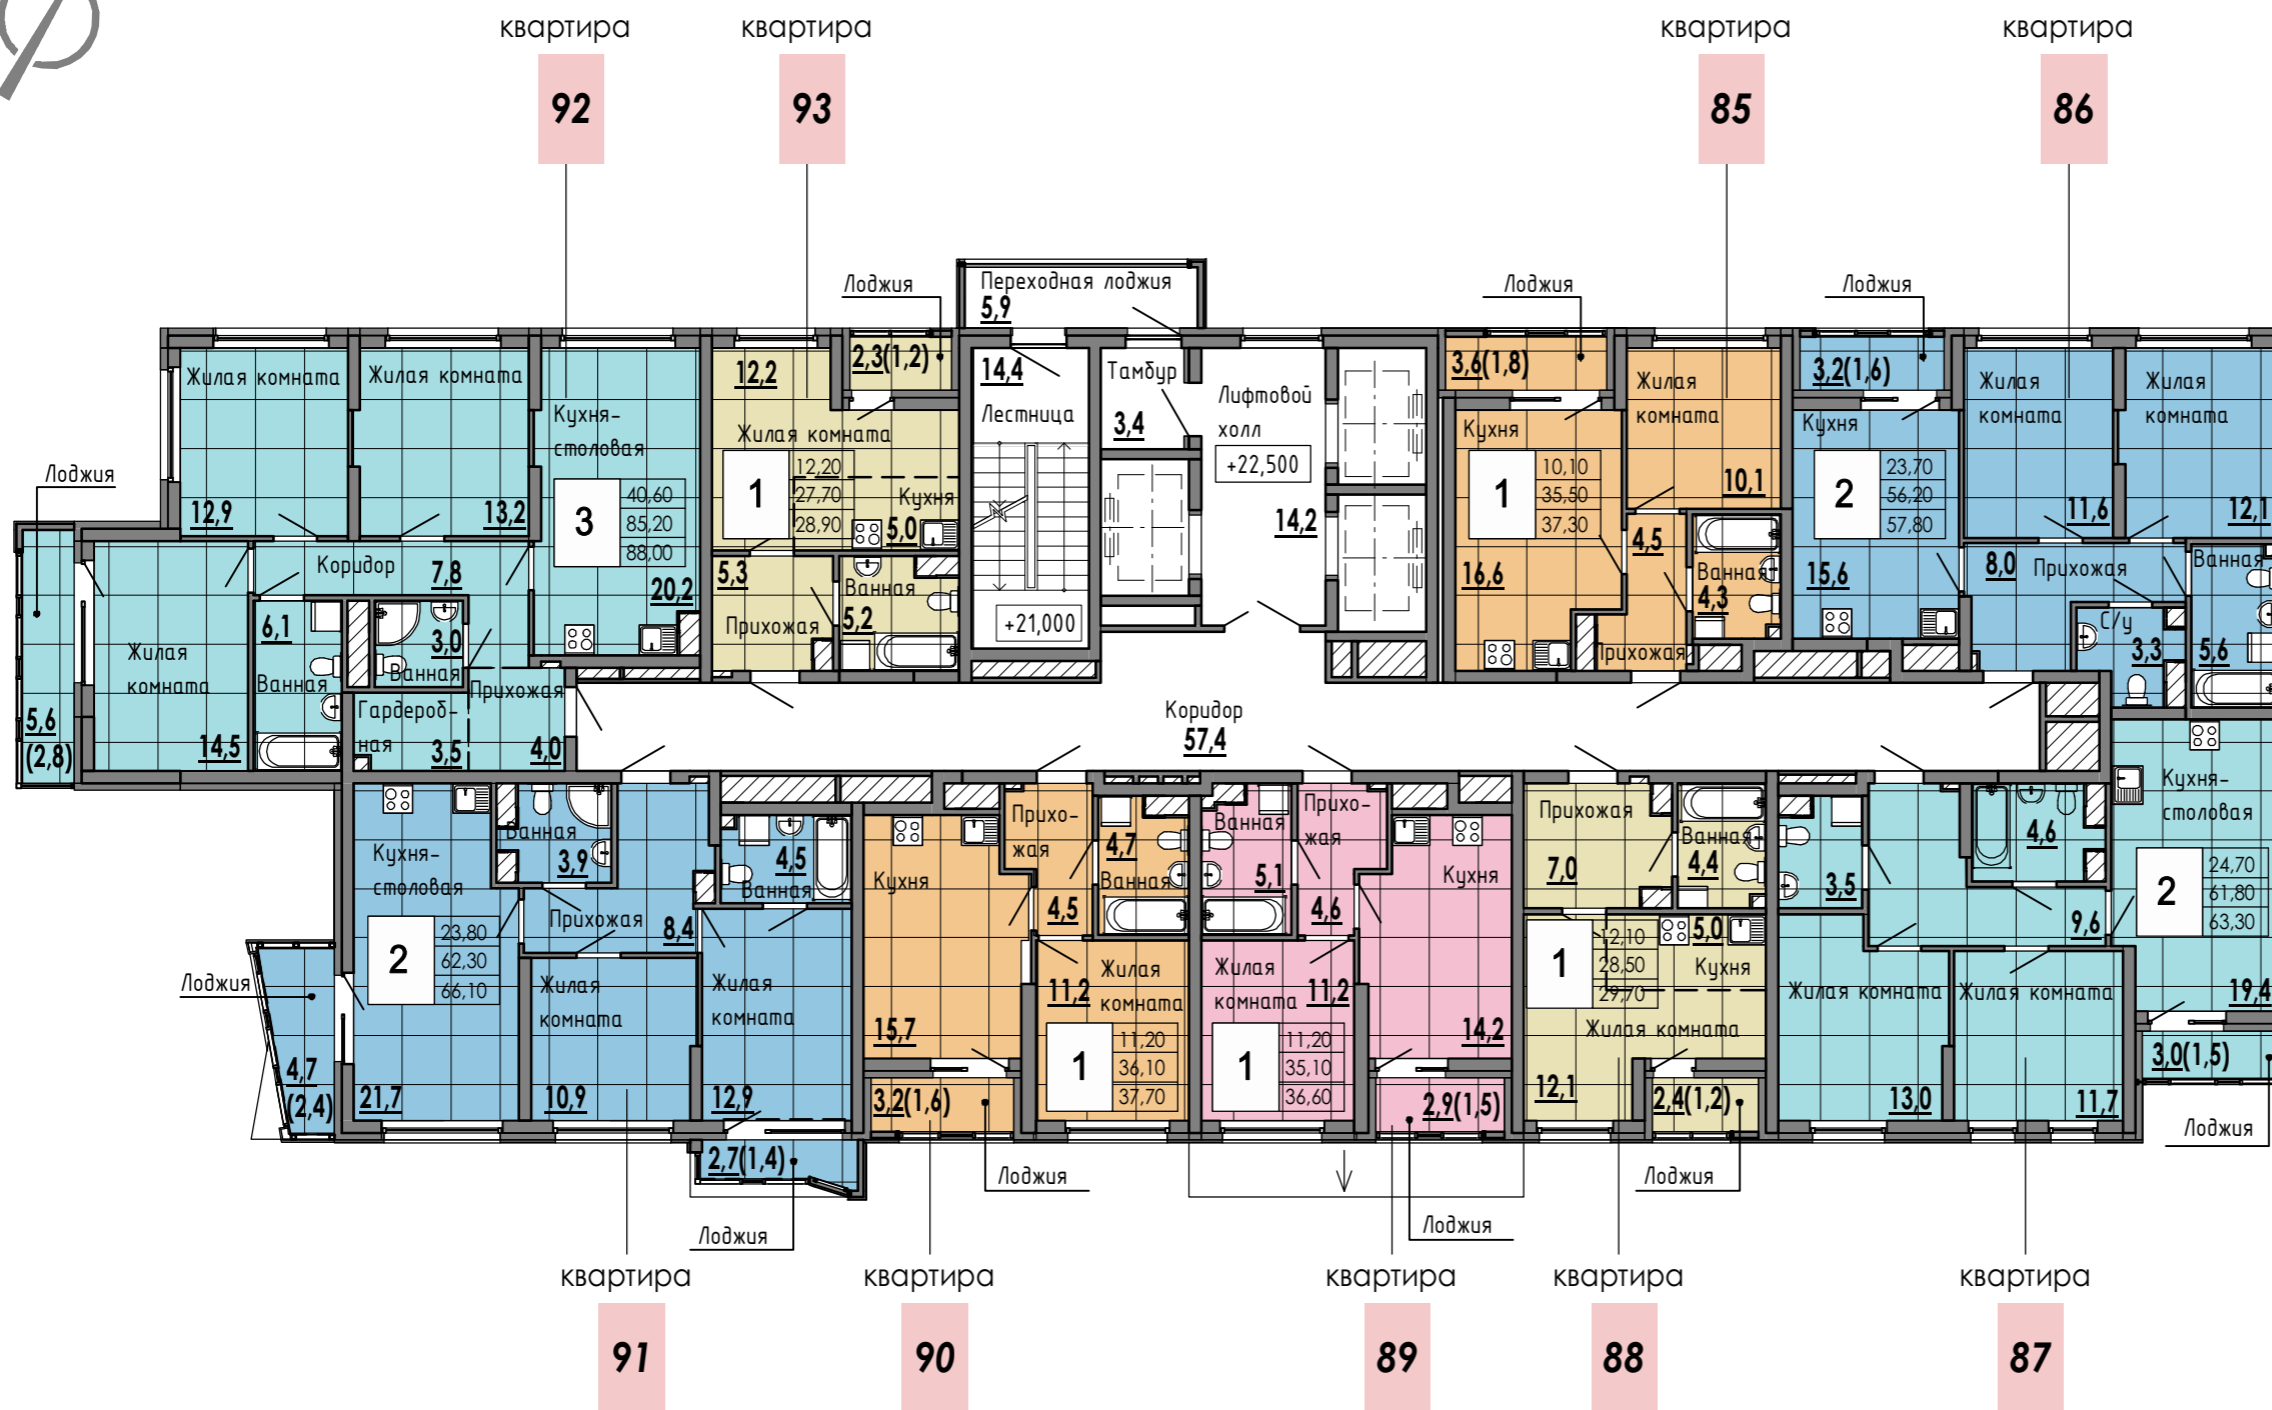 квартира
92
квартира
93
квартира
85
квартира
86
Лоджия
Переходная лоджия
5,9
Лоджия
Лоджия
Жилая комната
12,9
Жилая комната
13,2
Кухня-
столовая
3
40,60
85,20
88,00
20,2
12,2
2,3(1,2)
Жилая комната
1
12,20
27,70
28,90
Кухня
5,0
5,3
Прихожая
Ванная
5,2
14,4
Лестница
+21,000
Тамбур
3,4
Лифтовой
холл
+22,500
14,2
3,6(1,8)
Кухня
1
10,10
35,50
37,30
16,6
Жилая
комната
10,1
4,5
Прихожая
Ванная
4,3
3,2(1,6)
Кухня
2
23,70
56,20
57,80
15,6
Жилая
комната
11,6
Жилая
комната
12,1
8,0
Прихожая
С/у
3,3
Ванная
5,6
Лоджия
5,6
(2,8)
Жилая
комната
14,5
Коридор
7,8
6,1
Ванная
3,0
Ванная
Прихожая
4,0
Гардероб-
ная
3,5
Коридор
57,4
Кухня-
столовая
2
23,80
62,30
66,10
21,7
Ванная
3,9
Прихожая
8,4
4,5
Ванная
Жилая
комната
10,9
Жилая
комната
12,9
Лоджия
4,7
(2,4)
2,7(1,4)
Лоджия
Кухня
15,7
Прихо-
жая
4,5
4,7
Ванная
Жилая
комната
11,2
1
11,20
36,10
37,70
3,2(1,6)
Лоджия
Ванная
5,1
Прихо-
жая
4,6
Кухня
14,2
Жилая
комната
11,2
1
11,20
35,10
36,60
2,9(1,5)
Лоджия
Прихожая
7,0
Ванная
4,4
1
12,10
28,50
29,70
5,0
Кухня
Жилая комната
12,1
2,4(1,2)
Лоджия
3,5
4,6
9,6
Жилая комната
13,0
Жилая комната
11,7
Кухня-
столовая
2
24,70
61,80
63,30
19,4
3,0(1,5)
Лоджия
квартира
91
квартира
90
квартира
89
квартира
88
квартира
87